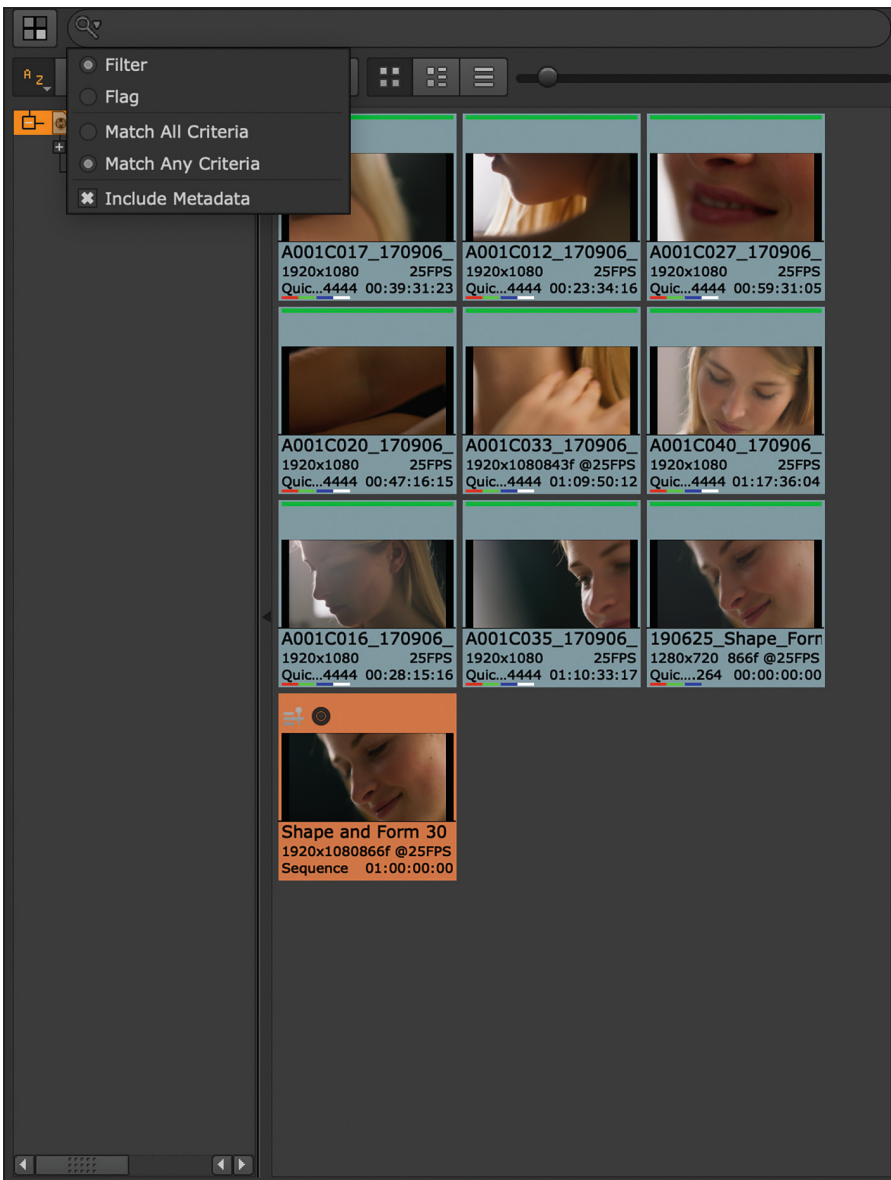 Filter
Flag
Match All Criteria
Match Any Criteria
Include Metadata
A Z
A001C017_170906_ A001C012_170906_ A001C027_170906_
1920x1080 25FPS 1920x1080 25FPS 1920x1080 25FPS
Quic...4444 00:39:31:23 Quic...4444 00:23:34:16 Quic...4444 00:59:31:05
A001C020_170906_ A001C033_170906_ A001C040_170906_
1920x1080 25FPS 1920x1080843f @25FPS 1920x1080 25FPS
Quic...4444 00:47:16:15 Quic...4444 01:09:50:12 Quic...4444 01:17:36:04
A001C016_170906_ A001C035_170906_ 190625_Shape_Forn
1920x1080 25FPS 1920x1080 25FPS 1280x720 866f @25FPS
Quic...4444 00:28:15:16 Quic...4444 01:10:33:17 Quic....264 00:00:00:00
Shape and Form 30
1920x1080866f @25FPS
Sequence 01:00:00:00